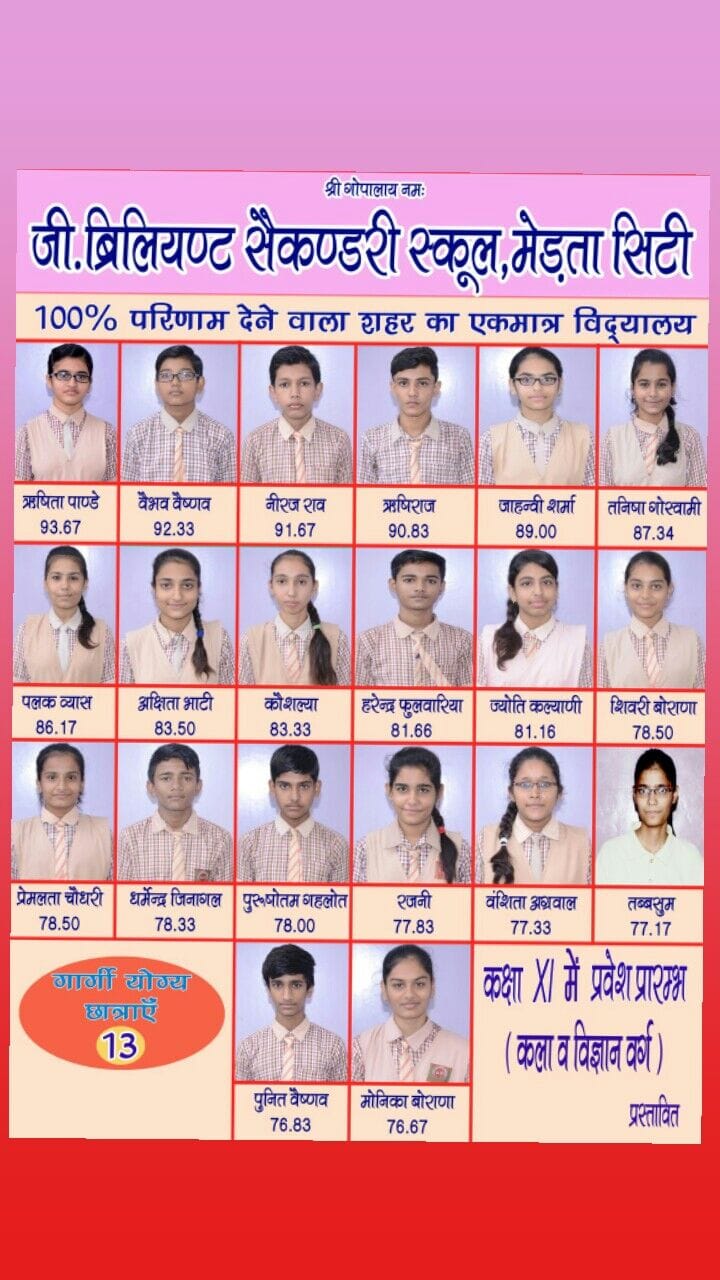 श्री गोपालाय नमः
जी.ब्रिलियण्ट सैकण्डरी स्कूल,मेड़ता सिटी
100% परिणाम देने वाला शहर का एकमात्र विद्यालय
ऋषिता पाण्डे वैभव वैष्णव नीरज राव ऋषिराज जाहन्वी शर्मा तनिषा गोस्वामी
93.67 92.33 91.67 90.83 89.00 87.34
पलक व्यास अक्षिता भाटी कौशल्या हरेन्द्र फुलवारिया ज्योति कल्याणी शिवरी बोराणा
86.17 83.50 83.33 81.66 81.16 78.50
प्रेमलता चौधरी धर्मेन्द्र जिनागल पुरूषोतम गहलोत रजनी वंशिता अग्रवाल तब्बसुम
78.50 78.33 78.00 77.83 77.33 77.17
गार्गी योग्य
छात्राएँ
13
पुनित वैष्णव मोनिका बोराणा
76.83 76.67
कक्षा XI में प्रवेश प्रारम्भ
( कला व विज्ञान वर्ग )
प्रस्तावित